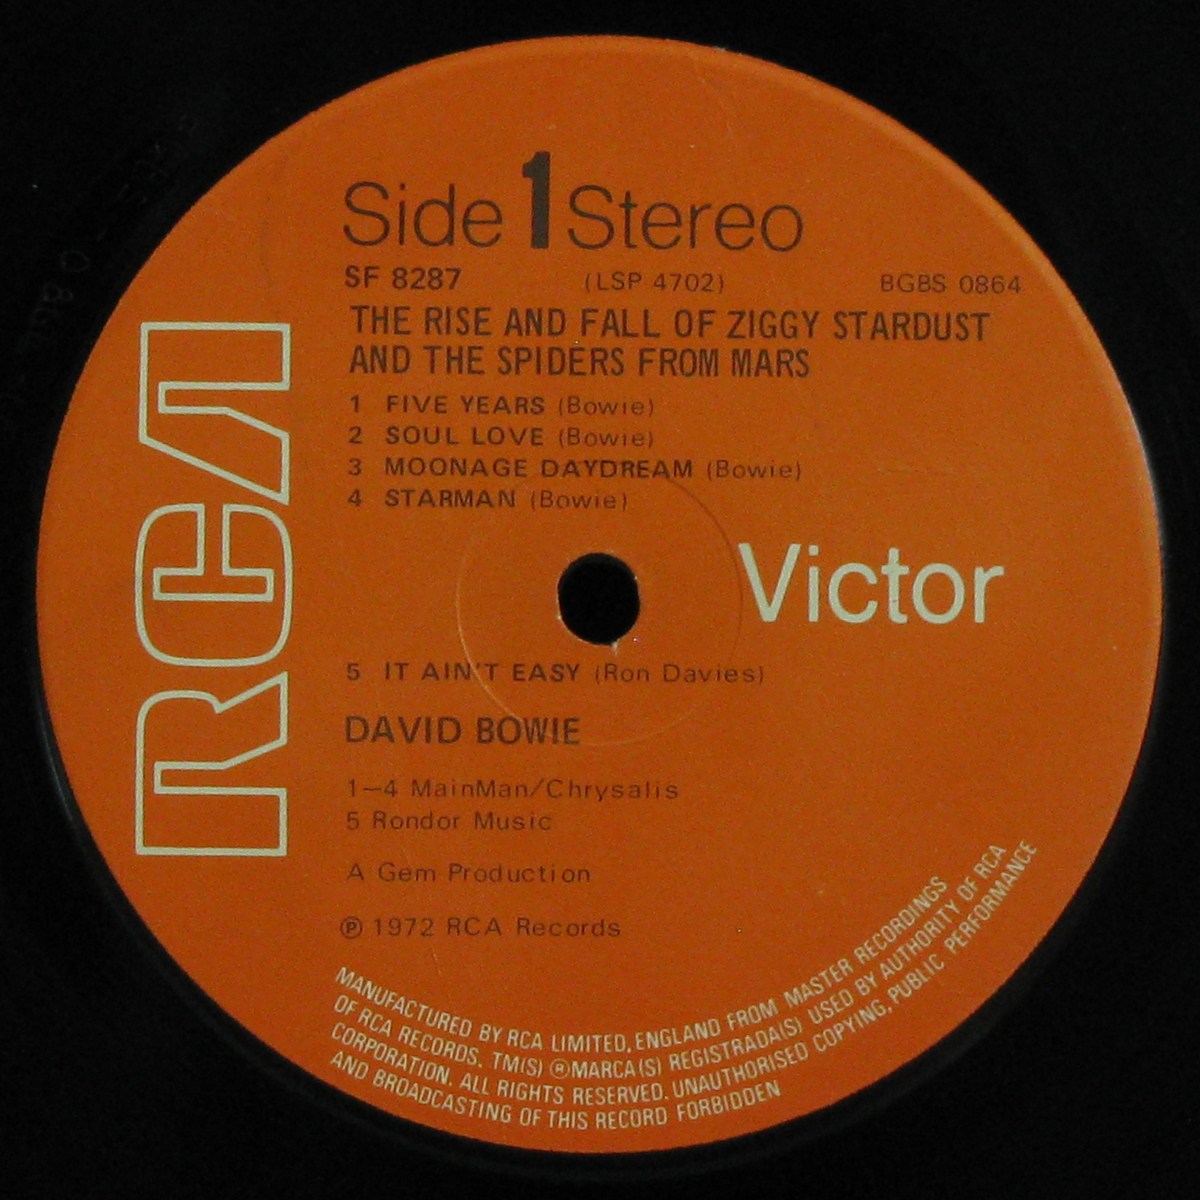 Side 1 Stereo
SF 8287 (LSP 4702) BGBS 0864
THE RISE AND FALL OF ZIGGY STARDUST
AND THE SPIDERS FROM MARS
1 FIVE YEARS (Bowie)
2 SOUL LOVE (Bowie)
3 MOONAGE DAYDREAM (Bowie)
4 STARMAN (Bowie)
RCA
Victor
5 IT AIN'T EASY (Ron Davies)
DAVID BOWIE
1—4 MainMan/Chrysalis
5 Rondor Music
A Gem Production
℗ 1972 RCA Records
MANUFACTURED BY RCA LIMITED, ENGLAND FROM MASTER RECORDINGS
OF RCA RECORDS. TM(S) ®MARCA(S) REGISTRADA(S) USED BY AUTHORITY OF RCA
CORPORATION. ALL RIGHTS RESERVED. UNAUTHORISED COPYING, PUBLIC PERFORMANCE
AND BROADCASTING OF THIS RECORD FORBIDDEN